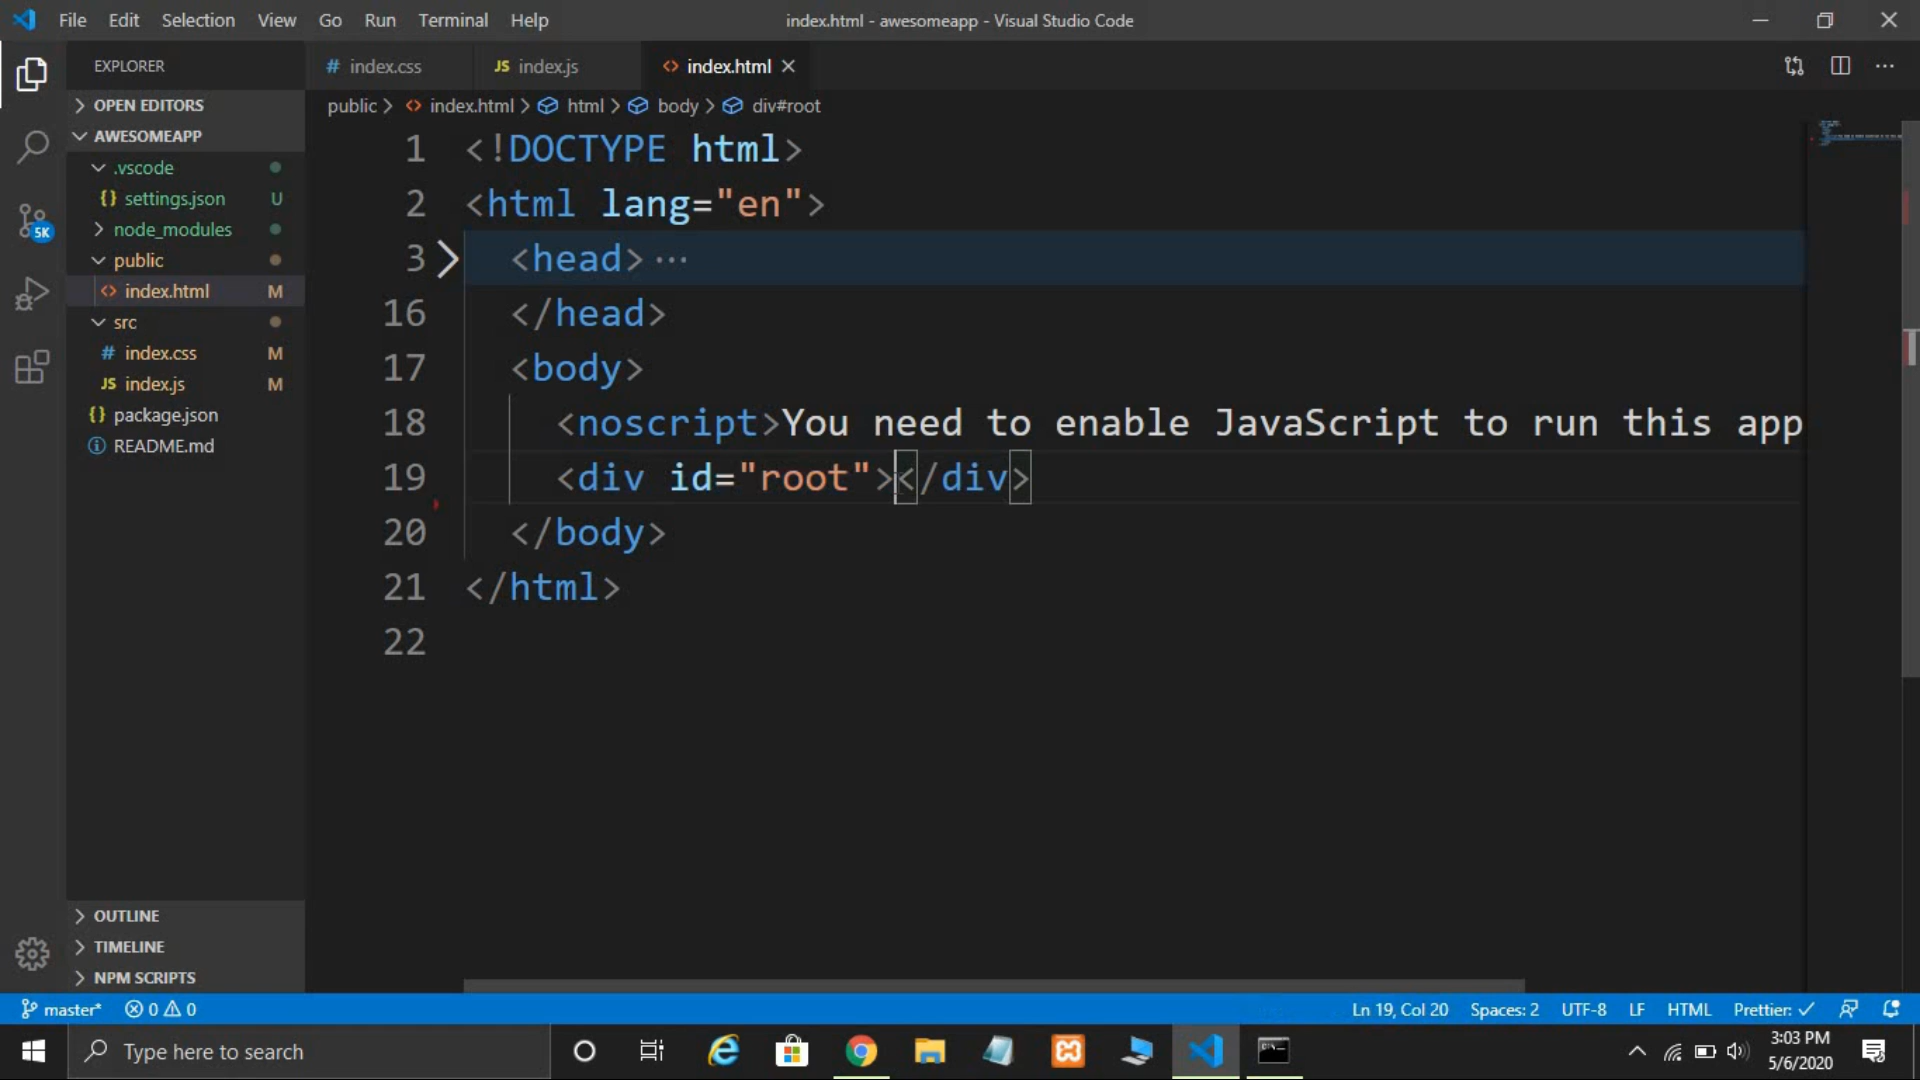 File Edit Selection View Go Run Terminal Help
index.html - awesomeapp - Visual Studio Code
EXPLORER
# index.css
JS index.js
<> index.html
OPEN EDITORS
AWESOMEAPP
.vscode
{} settings.json U
node_modules
public
<> index.html M
src
# index.css M
JS index.js M
{} package.json
README.md
OUTLINE
TIMELINE
NPM SCRIPTS
5K
public > <> index.html > html > body > div#root
1 <!DOCTYPE html>
2 <html lang="en">
3 <head> ···
16 </head>
17 <body>
18 <noscript>You need to enable JavaScript to run this app
19 <div id="root"></div>
20 </body>
21 </html>
22
master* 0 0
Ln 19, Col 20 Spaces: 2 UTF-8 LF HTML Prettier: ✓
Type here to search
3:03 PM
5/6/2020